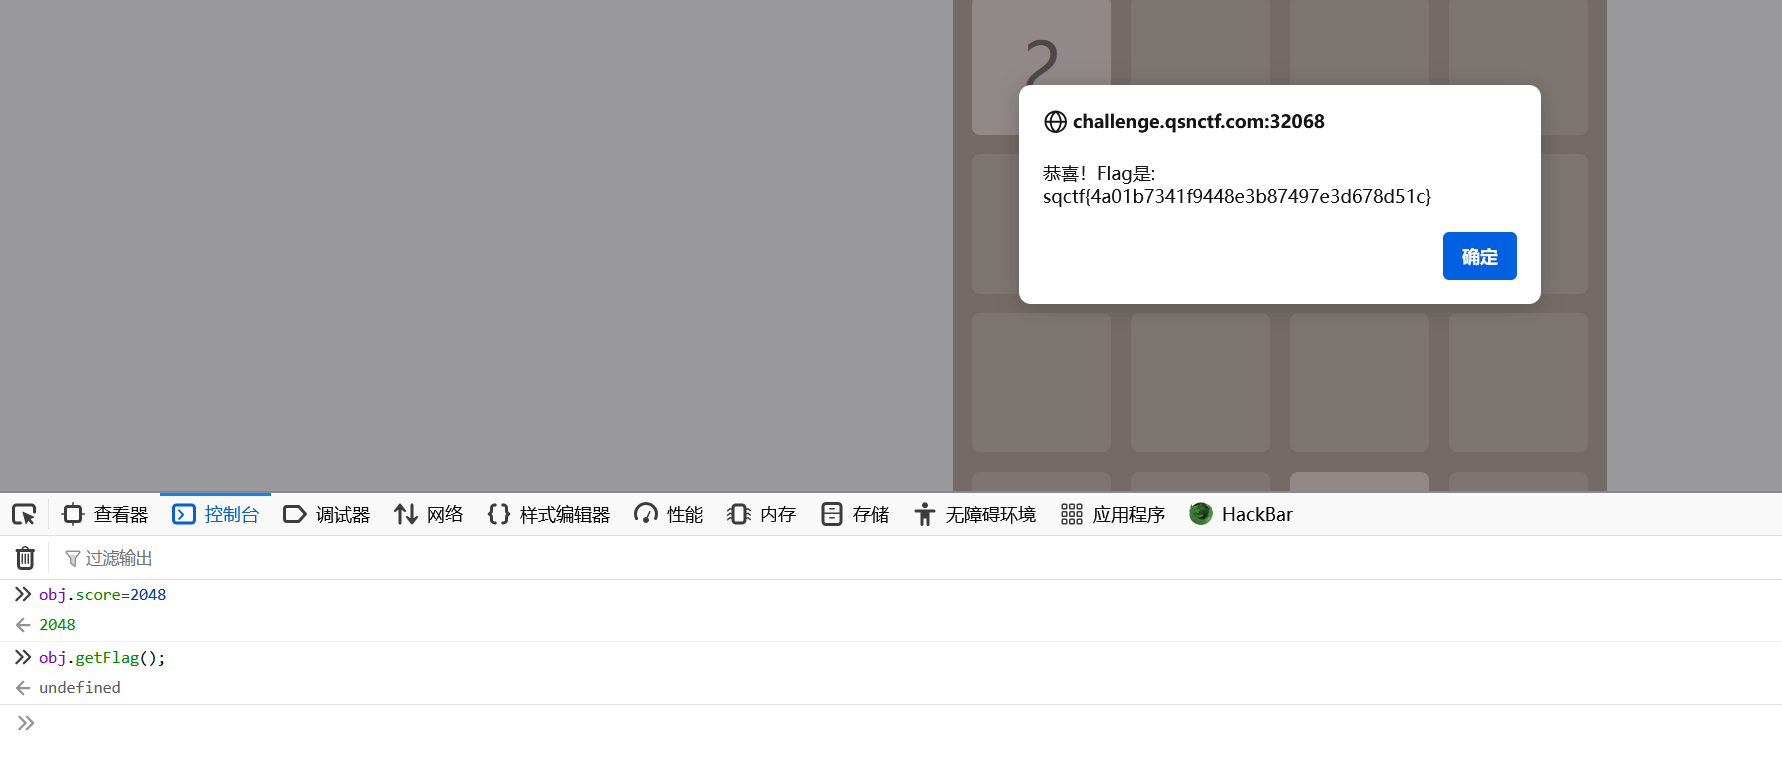 2
challenge.qsnctf.com:32068
恭喜！Flag是:
sqctf{4a01b7341f9448e3b87497e3d678d51c}
确定
查看器 控制台 调试器 网络 样式编辑器 性能 内存 存储 无障碍环境 应用程序 HackBar
过滤输出
obj.score=2048
2048
obj.getFlag();
undefined